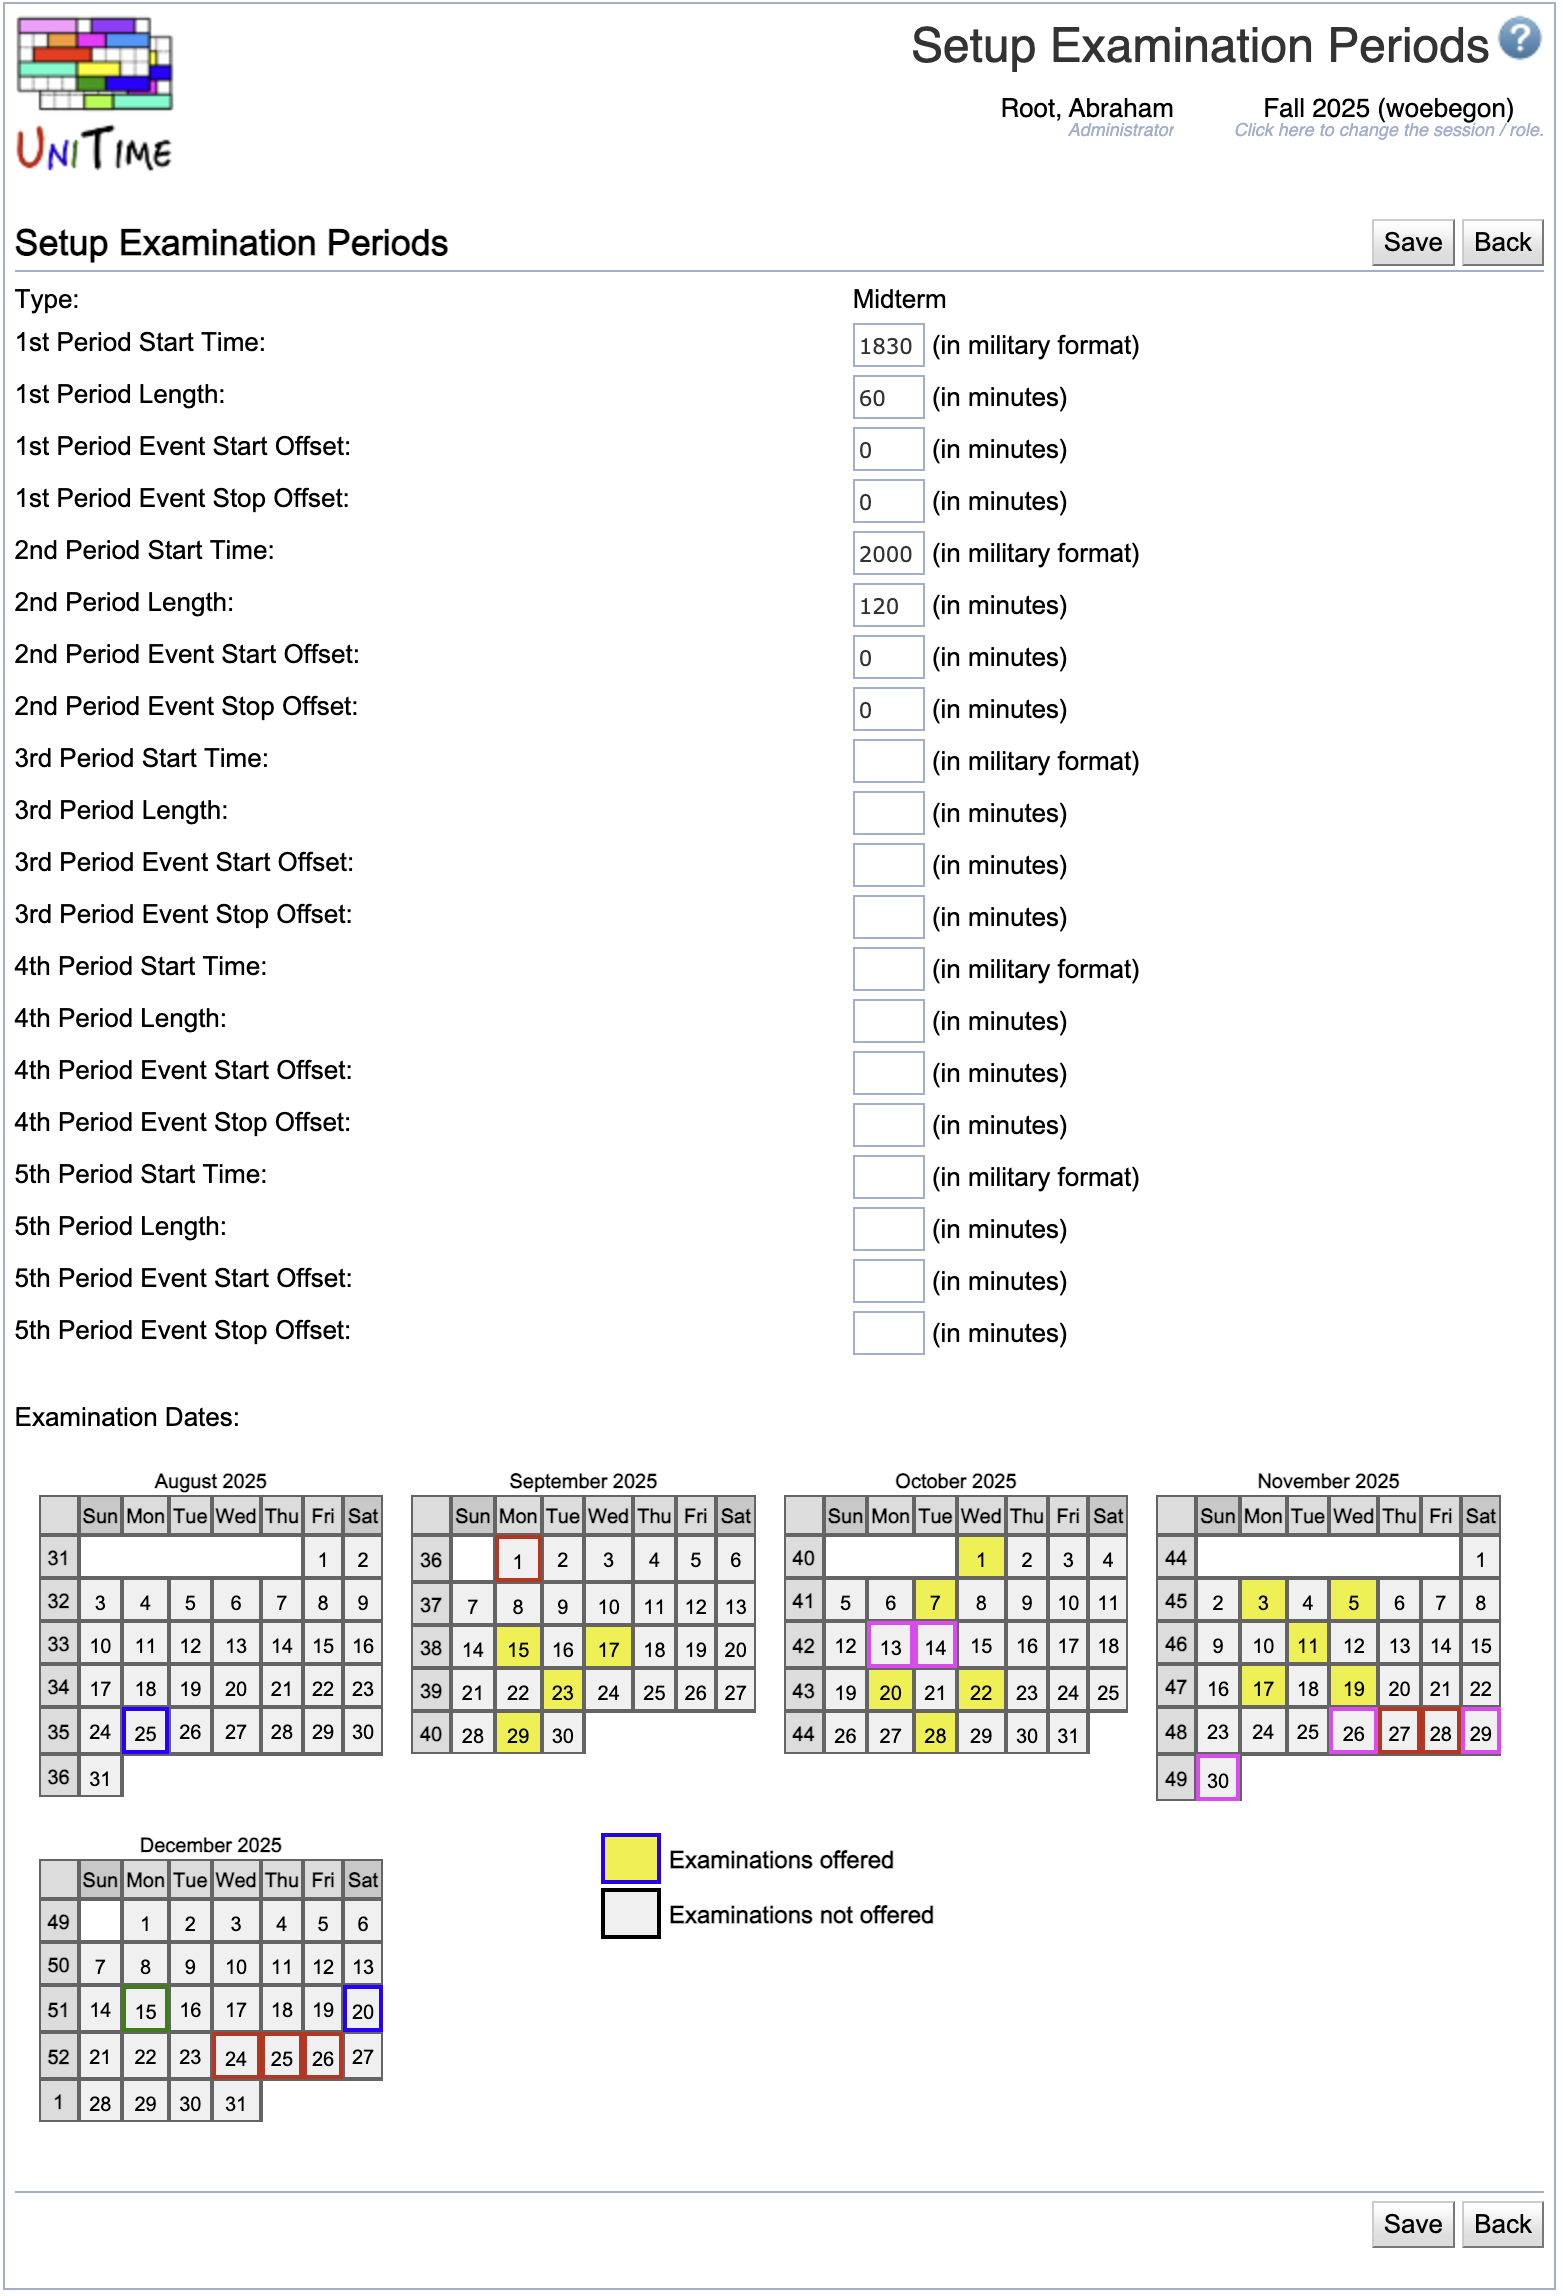 Setup Examination Periods ?
Root, Abraham Fall 2025 (woebegon)
Administrator Click here to change the session / role.
UNITIME
Setup Examination Periods Save Back
Type: Midterm
1st Period Start Time: 1830 (in military format)
1st Period Length: 60 (in minutes)
1st Period Event Start Offset: 0 (in minutes)
1st Period Event Stop Offset: 0 (in minutes)
2nd Period Start Time: 2000 (in military format)
2nd Period Length: 120 (in minutes)
2nd Period Event Start Offset: 0 (in minutes)
2nd Period Event Stop Offset: 0 (in minutes)
3rd Period Start Time: (in military format)
3rd Period Length: (in minutes)
3rd Period Event Start Offset: (in minutes)
3rd Period Event Stop Offset: (in minutes)
4th Period Start Time: (in military format)
4th Period Length: (in minutes)
4th Period Event Start Offset: (in minutes)
4th Period Event Stop Offset: (in minutes)
5th Period Start Time: (in military format)
5th Period Length: (in minutes)
5th Period Event Start Offset: (in minutes)
5th Period Event Stop Offset: (in minutes)
Examination Dates:
August 2025
Sun Mon Tue Wed Thu Fri Sat
31 1 2
32 3 4 5 6 7 8 9
33 10 11 12 13 14 15 16
34 17 18 19 20 21 22 23
35 24 25 26 27 28 29 30
36 31
September 2025
Sun Mon Tue Wed Thu Fri Sat
36 1 2 3 4 5 6
37 7 8 9 10 11 12 13
38 14 15 16 17 18 19 20
39 21 22 23 24 25 26 27
40 28 29 30
October 2025
Sun Mon Tue Wed Thu Fri Sat
40 1 2 3 4
41 5 6 7 8 9 10 11
42 12 13 14 15 16 17 18
43 19 20 21 22 23 24 25
44 26 27 28 29 30 31
November 2025
Sun Mon Tue Wed Thu Fri Sat
44 1
45 2 3 4 5 6 7 8
46 9 10 11 12 13 14 15
47 16 17 18 19 20 21 22
48 23 24 25 26 27 28 29
49 30
December 2025
Sun Mon Tue Wed Thu Fri Sat
49 1 2 3 4 5 6
50 7 8 9 10 11 12 13
51 14 15 16 17 18 19 20
52 21 22 23 24 25 26 27
1 28 29 30 31
Examinations offered
Examinations not offered
Save Back